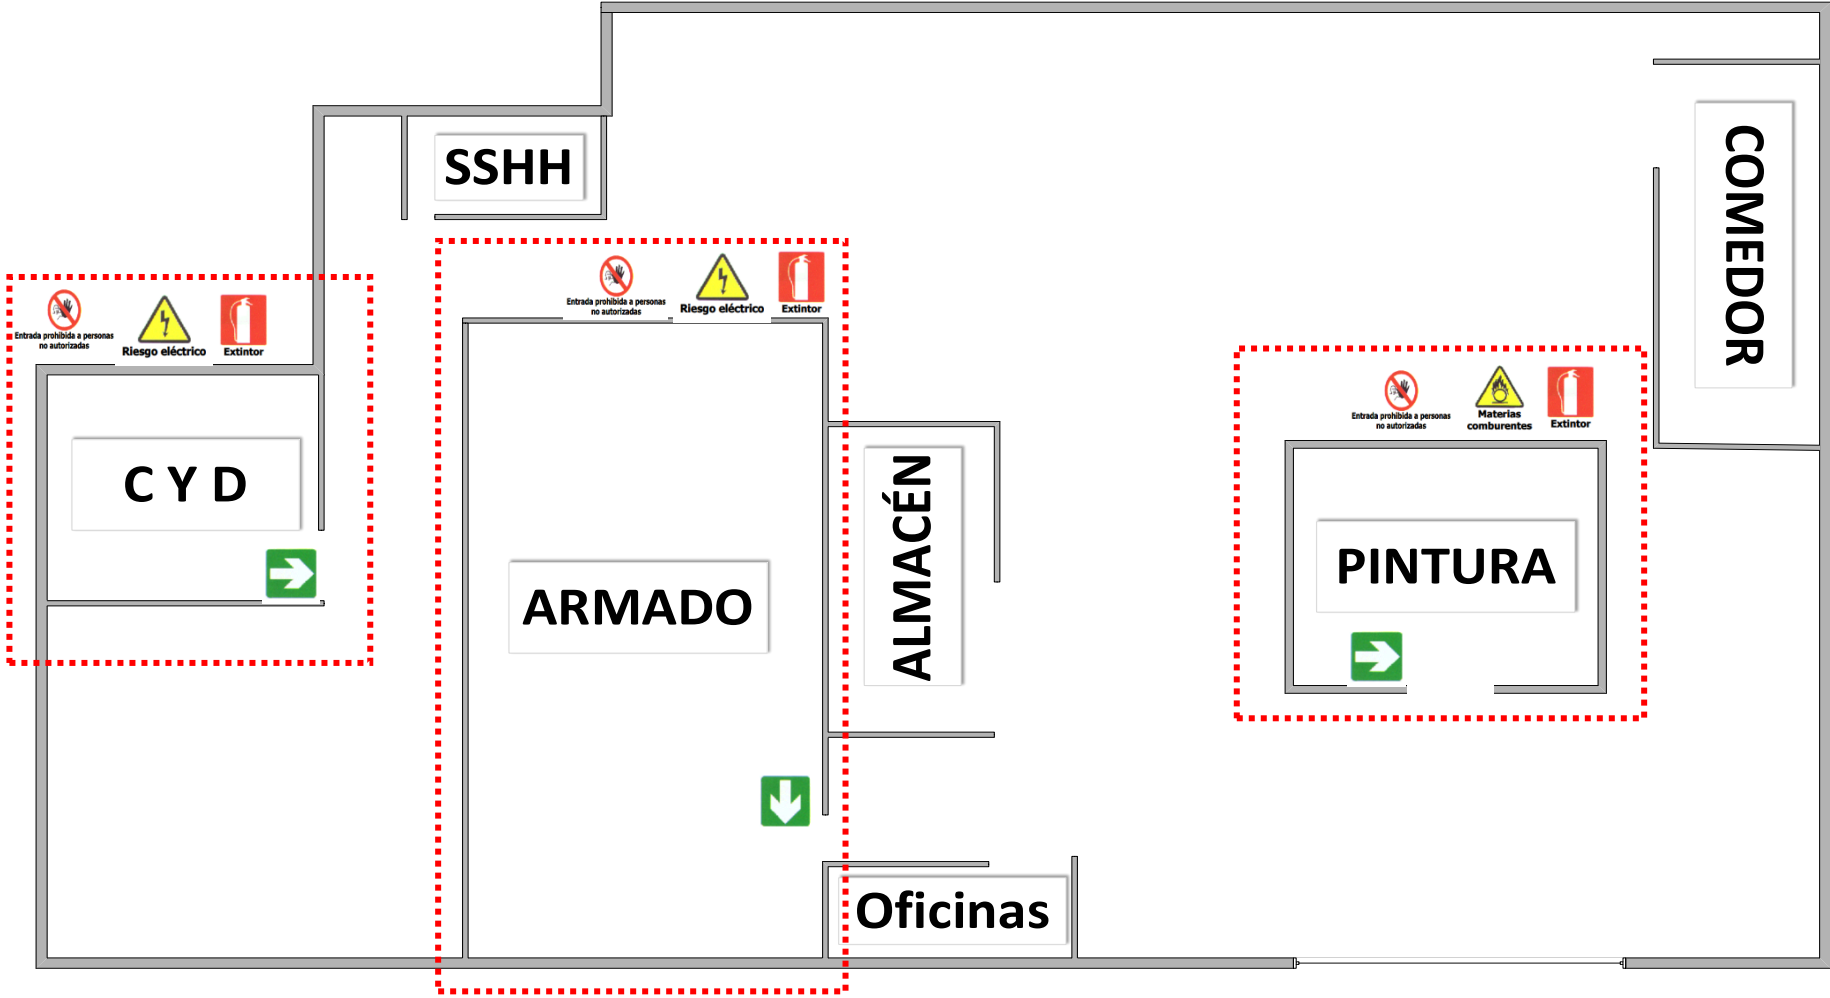 SSHH
COMEDOR
Entrada prohibida a personas
no autorizadas
Riesgo eléctrico
Extintor
Entrada prohibida a personas
no autorizadas
Riesgo eléctrico
Extintor
Entrada prohibida a personas
no autorizadas
Materias
comburentes
Extintor
C Y D
ARMADO
ALMACÉN
PINTURA
Oficinas